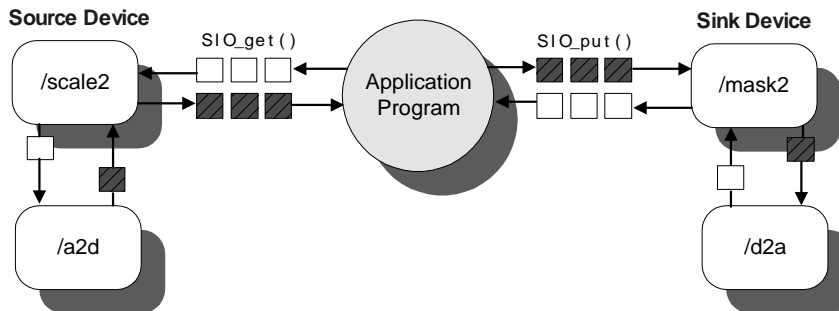 Source Device
Sink Device
SIO_get ( )
SIO_put ( )
/scale2
Application
Program
/mask2
/a2d
/d2a